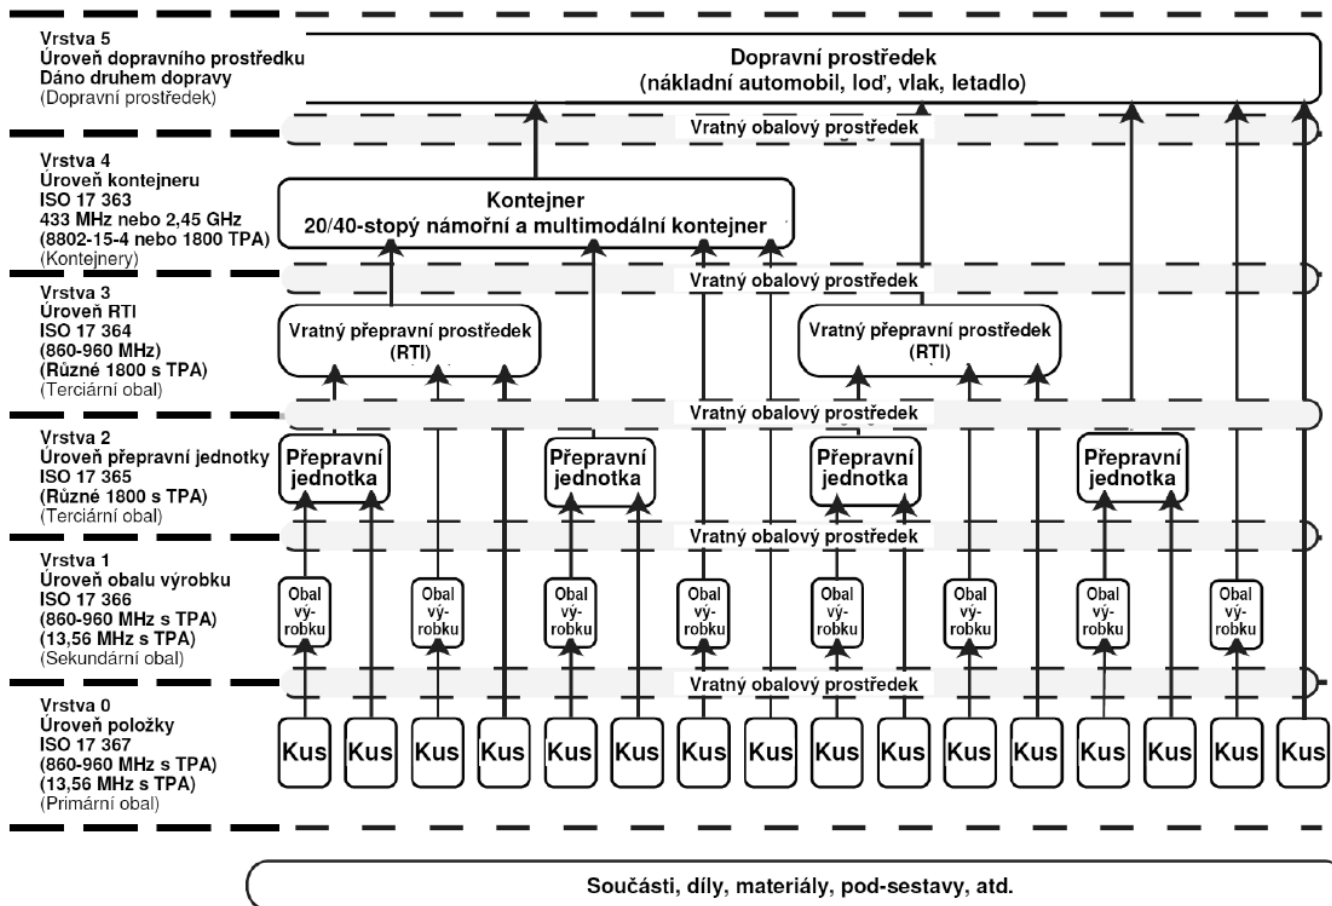 Vrstva 5
Úroveň dopravního prostředku
Dáno druhem dopravy
(Dopravní prostředek)
Dopravní prostředek
(nákladní automobil, loď, vlak, letadlo)
Vratný obalový prostředek
Vrstva 4
Úroveň kontejneru
ISO 17 363
433 MHz nebo 2,45 GHz
(8802-15-4 nebo 1800 TPA)
(Kontejnery)
Kontejner
20/40-stopý námořní a multimodální kontejner
Vratný obalový prostředek
Vrstva 3
Úroveň RTI
ISO 17 364
(860-960 MHz)
(Různé 1800 s TPA)
(Terciární obal)
Vratný přepravní prostředek
(RTI)
Vratný přepravní prostředek
(RTI)
Vratný obalový prostředek
Vrstva 2
Úroveň přepravní jednotky
ISO 17 365
(Různé 1800 s TPA)
(Terciární obal)
Přepravní
jednotka
Přepravní
jednotka
Přepravní
jednotka
Přepravní
jednotka
Vratný obalový prostředek
Vrstva 1
Úroveň obalu výrobku
ISO 17 366
(860-960 MHz s TPA)
(13,56 MHz s TPA)
(Sekundární obal)
Obal
vý-
robku
Obal
vý-
robku
Obal
vý-
robku
Obal
vý-
robku
Obal
vý-
robku
Obal
vý-
robku
Obal
vý-
robku
Obal
vý-
robku
Vratný obalový prostředek
Vrstva 0
Úroveň položky
ISO 17 367
(860-960 MHz s TPA)
(13,56 MHz s TPA)
(Primární obal)
Kus Kus Kus Kus Kus Kus Kus Kus Kus Kus Kus Kus Kus Kus Kus Kus
Součásti, díly, materiály, pod-sestavy, atd.